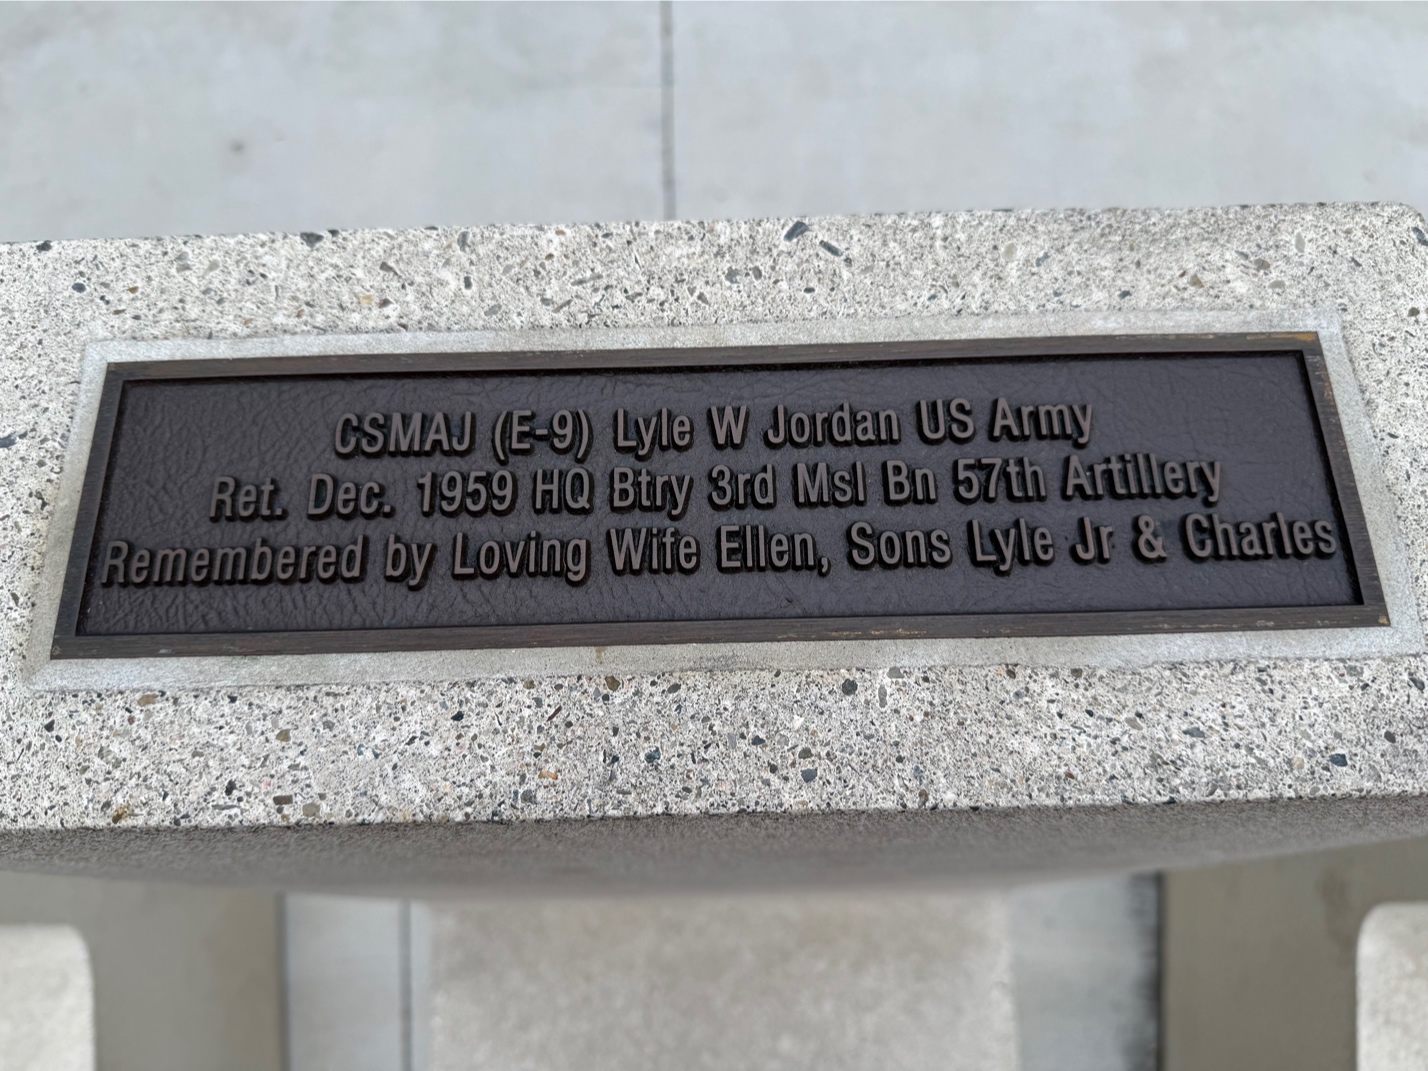 CSMAJ (E-9) Lyle W Jordan US Army
Ret. Dec. 1959 HQ Btry 3rd Msl Bn 57th Artillery
Remembered by Loving Wife Ellen, Sons Lyle Jr & Charles